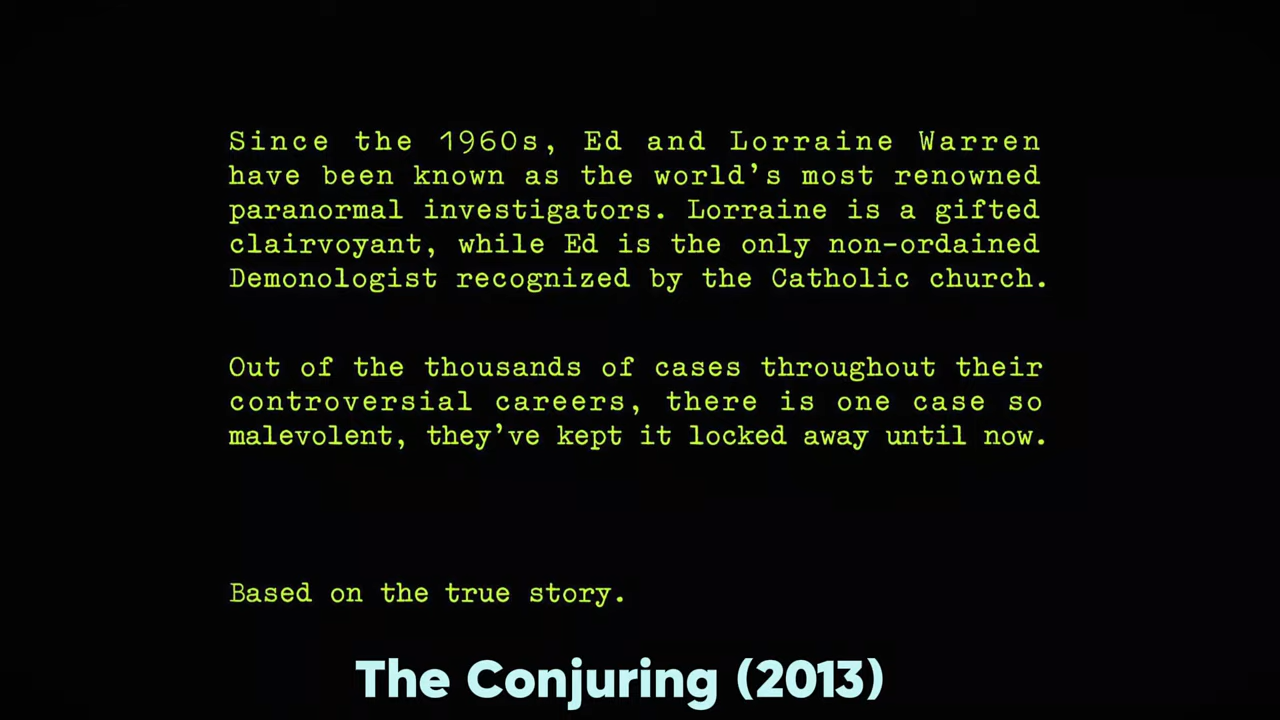 Since the 1960s, Ed and Lorraine Warren
have been known as the world's most renowned
paranormal investigators. Lorraine is a gifted
clairvoyant, while Ed is the only non-ordained
Demonologist recognized by the Catholic church.
Out of the thousands of cases throughout their
controversial careers, there is one case so
malevolent, they've kept it locked away until now.
Based on the true story.
The Conjuring (2013)